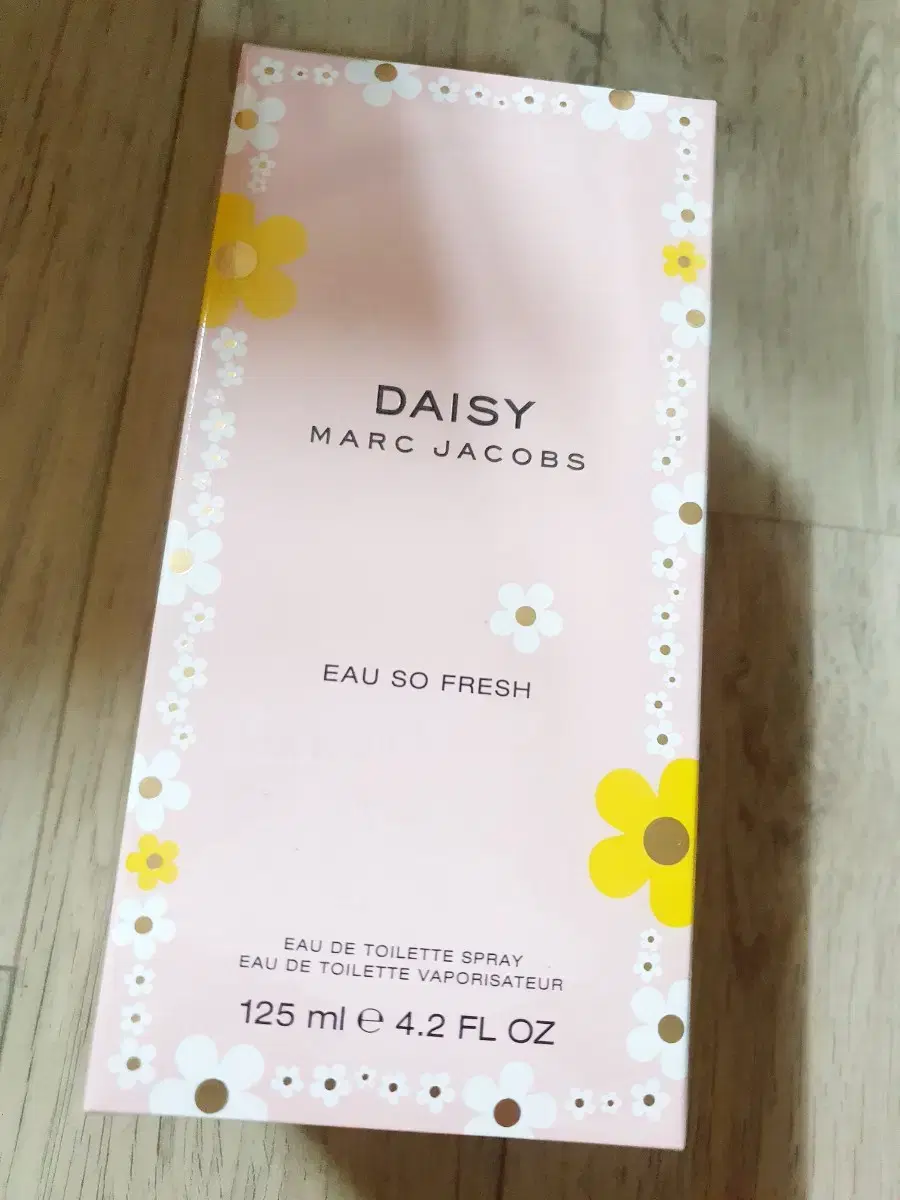 DAISY
MARC JACOBS
EAU SO FRESH
EAU DE TOILETTE SPRAY
EAU DE TOILETTE VAPORISATEUR
125 ml ℮ 4.2 FL OZ